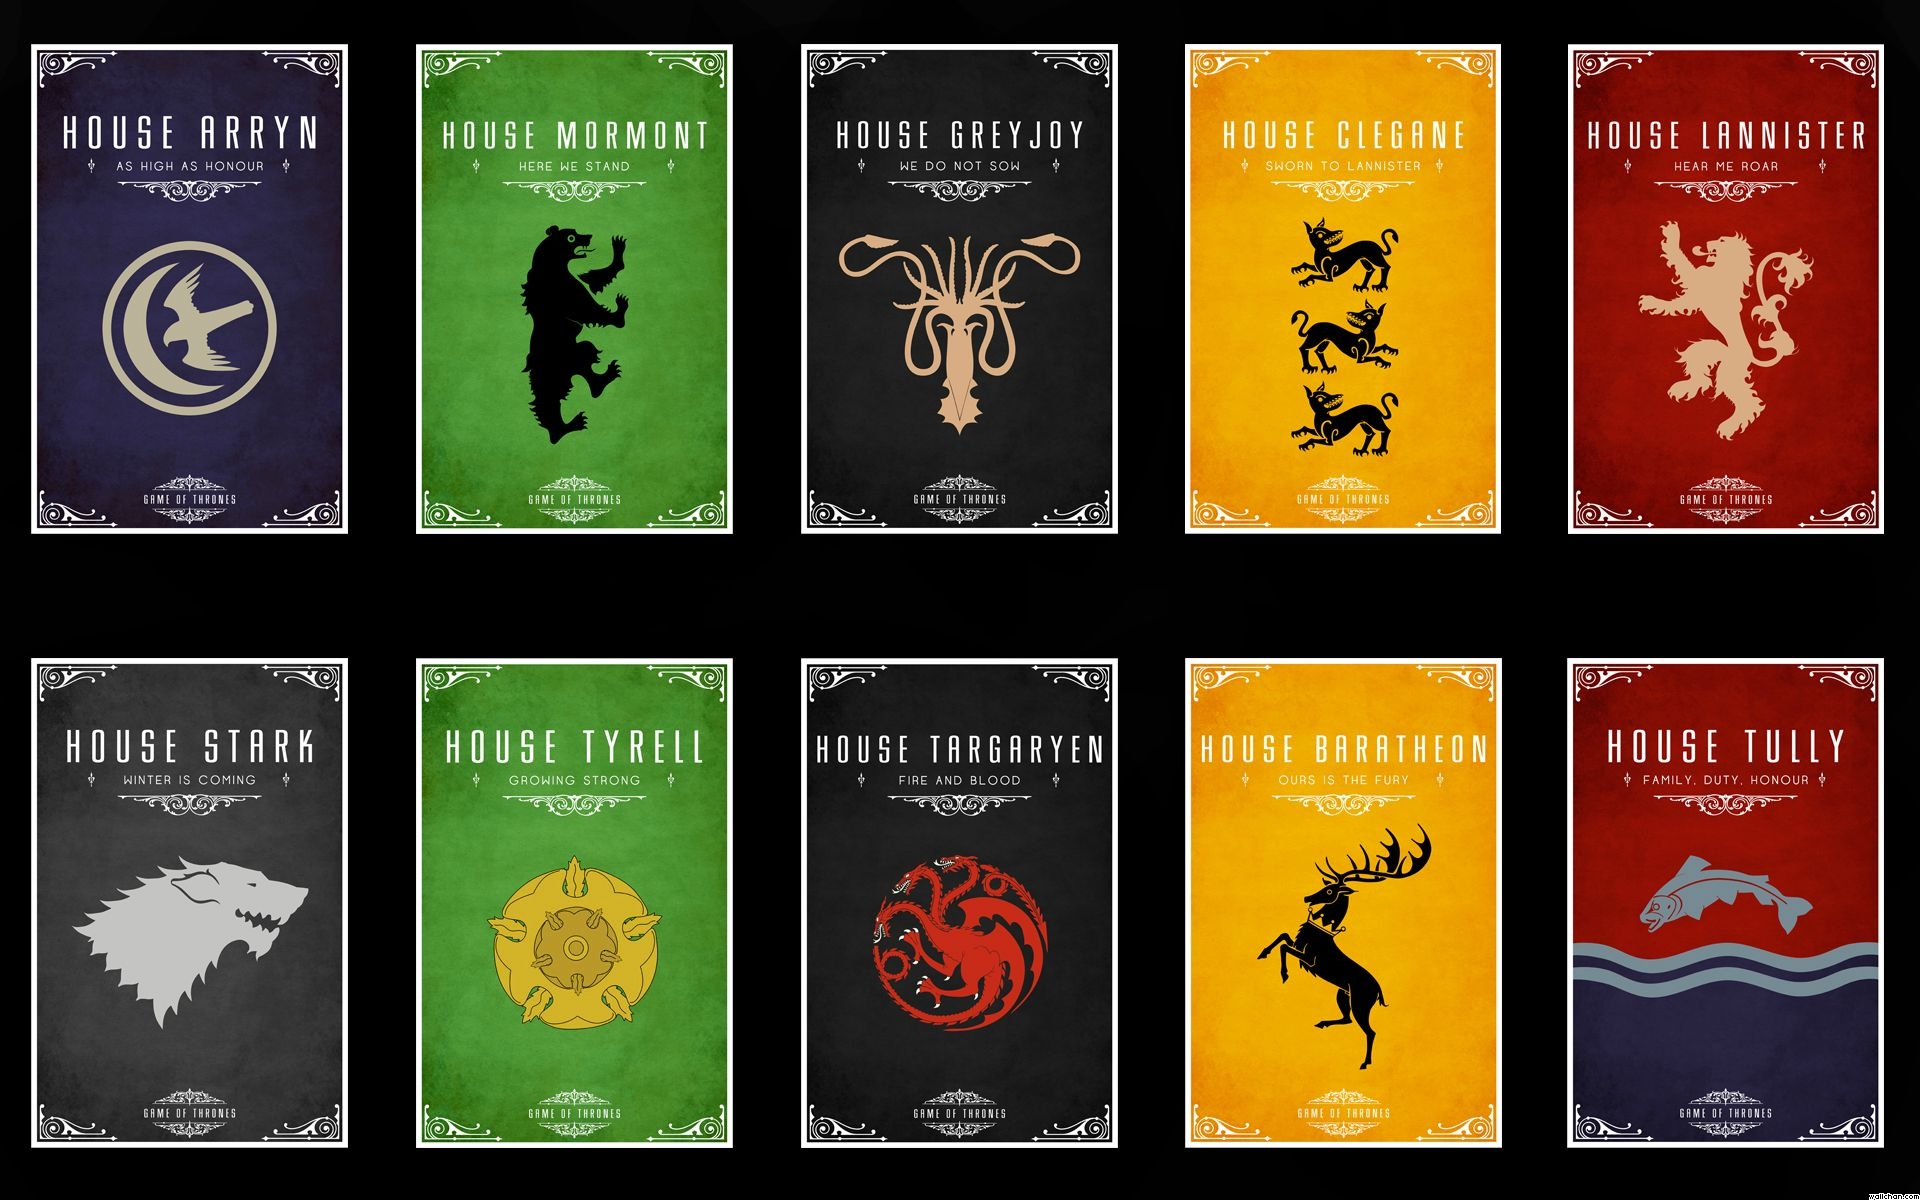 HOUSE ARRYN
AS HIGH AS HONOUR
GAME OF THRONES
HOUSE MORMONT
HERE WE STAND
GAME OF THRONES
HOUSE GREYJOY
WE DO NOT SOW
GAME OF THRONES
HOUSE CLEGANE
SWORN TO LANNISTER
GAME OF THRONES
HOUSE LANNISTER
HEAR ME ROAR
GAME OF THRONES
HOUSE STARK
WINTER IS COMING
GAME OF THRONES
HOUSE TYRELL
GROWING STRONG
GAME OF THRONES
HOUSE TARGARYEN
FIRE AND BLOOD
GAME OF THRONES
HOUSE BARATHEON
OURS IS THE FURY
GAME OF THRONES
HOUSE TULLY
FAMILY, DUTY, HONOUR
GAME OF THRONES
wallchan.com